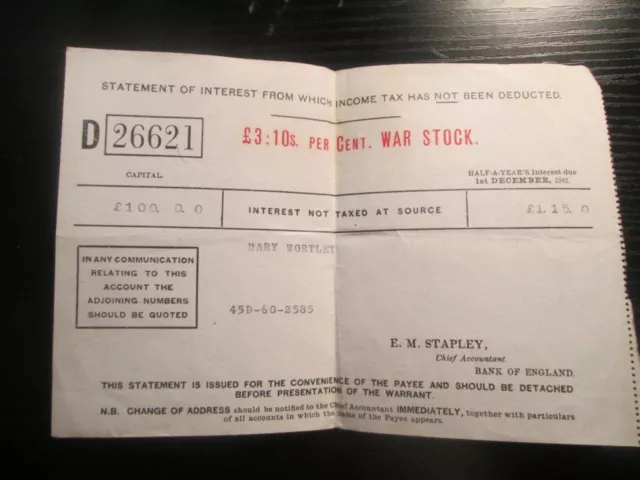 STATEMENT OF INTEREST FROM WHICH INCOME TAX HAS NOT BEEN DEDUCTED.
D 26621 £3:10s. PER CENT. WAR STOCK.
CAPITAL.
HALF-A-YEAR'S Interest due
1st DECEMBER, 1942.
£100. 0. 0 INTEREST NOT TAXED AT SOURCE £1.15. 0
MARY WORTLEY
IN ANY COMMUNICATION
RELATING TO THIS
ACCOUNT THE
ADJOINING NUMBERS
SHOULD BE QUOTED
45D-60-2585
E. M. STAPLEY,
Chief Accountant
BANK OF ENGLAND.
THIS STATEMENT IS ISSUED FOR THE CONVENIENCE OF THE PAYEE AND SHOULD BE DETACHED
BEFORE PRESENTATION OF THE WARRANT.
N.B. CHANGE OF ADDRESS should be notified to the Chief Accountant IMMEDIATELY, together with particulars
of all accounts in which the name of the Payee appears.